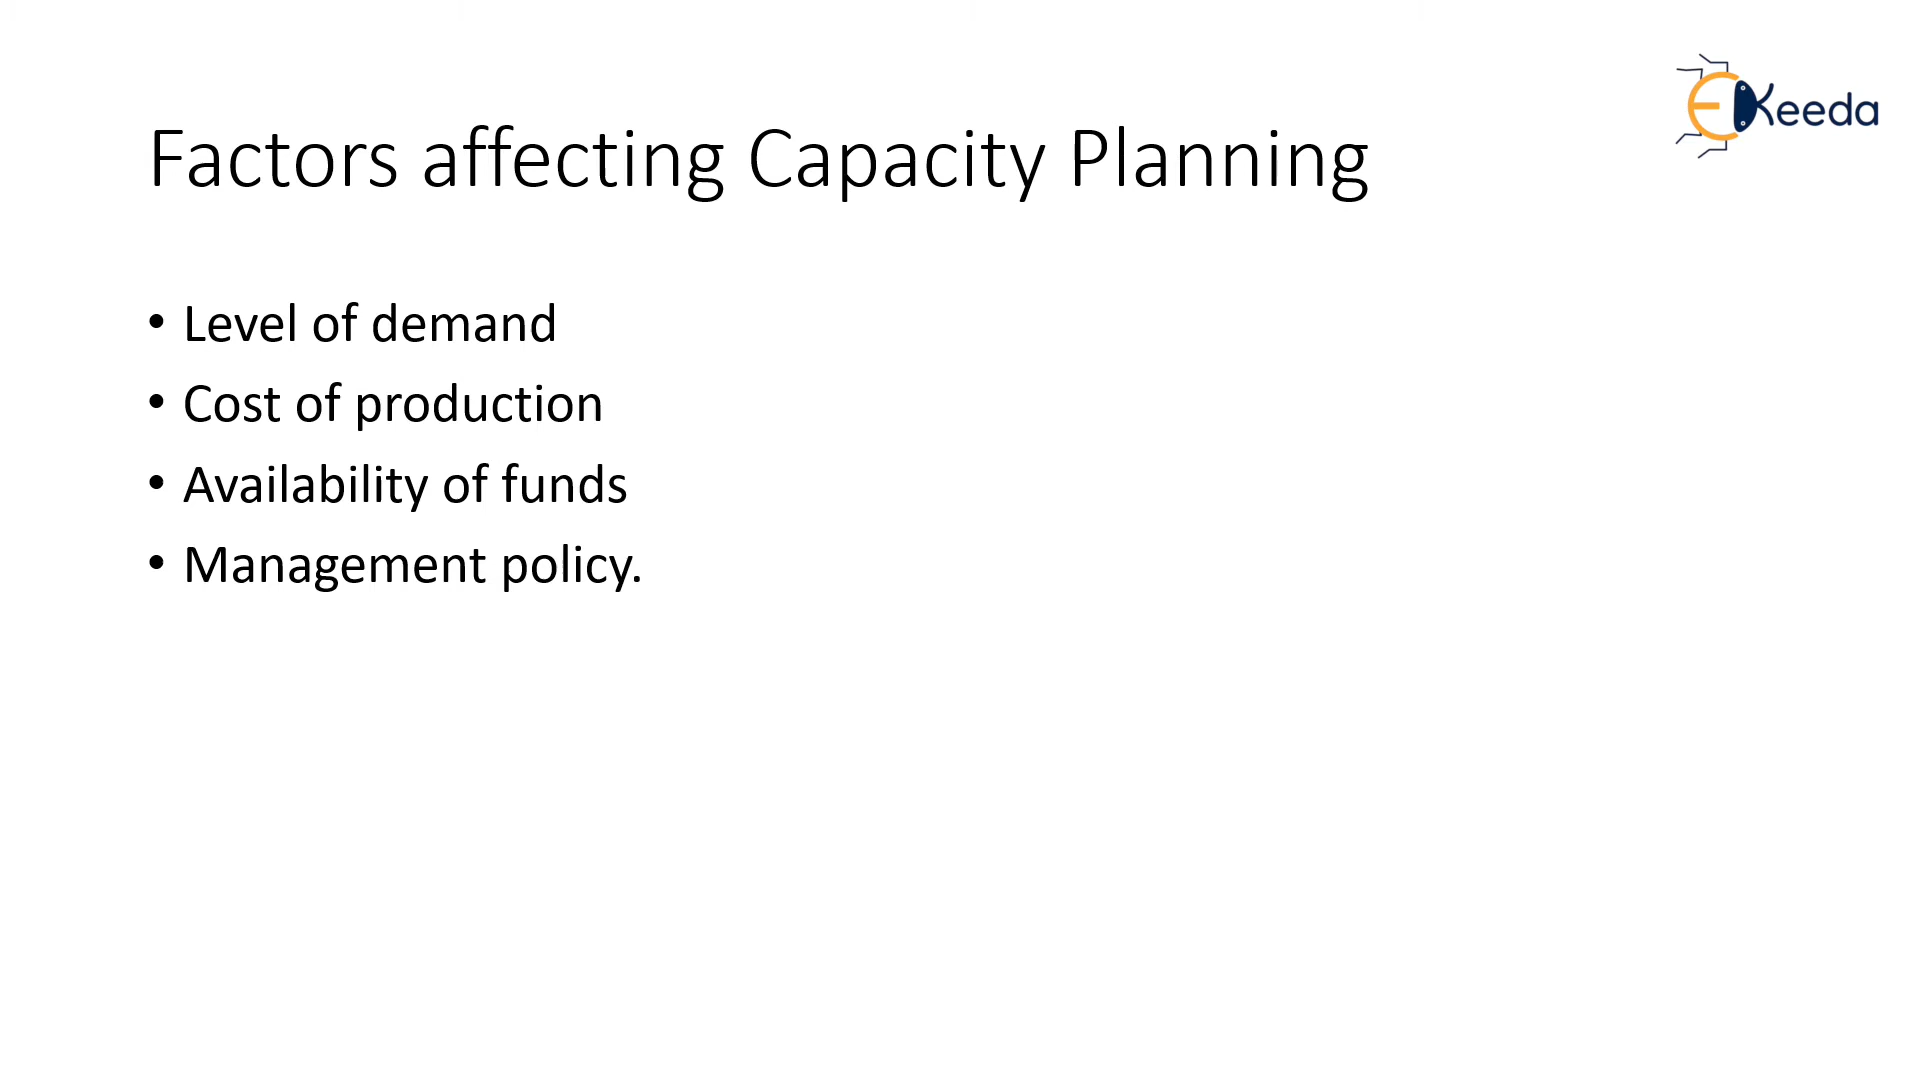 EKeeda
Factors affecting Capacity Planning
• Level of demand
• Cost of production
• Availability of funds
• Management policy.